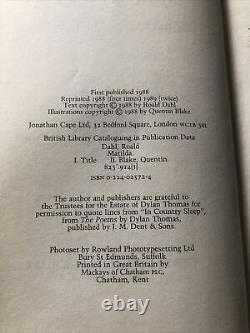 First published 1988
Reprinted 1988 (four times) 1989 (twice)
Text copyright © 1988 by Roald Dahl
Illustrations copyright © 1988 by Quentin Blake
Jonathan Cape Ltd, 32 Bedford Square, London WC1B 3EL
British Library Cataloguing in Publication Data
Dahl, Roald
Matilda.
I. Title II. Blake, Quentin
823'.914[J]
ISBN 0-224-02572-4
The author and publishers are grateful to
the Trustees for the Estate of Dylan Thomas for
permission to quote lines from "In Country Sleep",
from The Poems by Dylan Thomas,
published by J. M. Dent & Sons.
Photoset by Rowland Phototypesetting Ltd
Bury St Edmunds, Suffolk
Printed in Great Britain by
Mackays of Chatham PLC,
Chatham, Kent